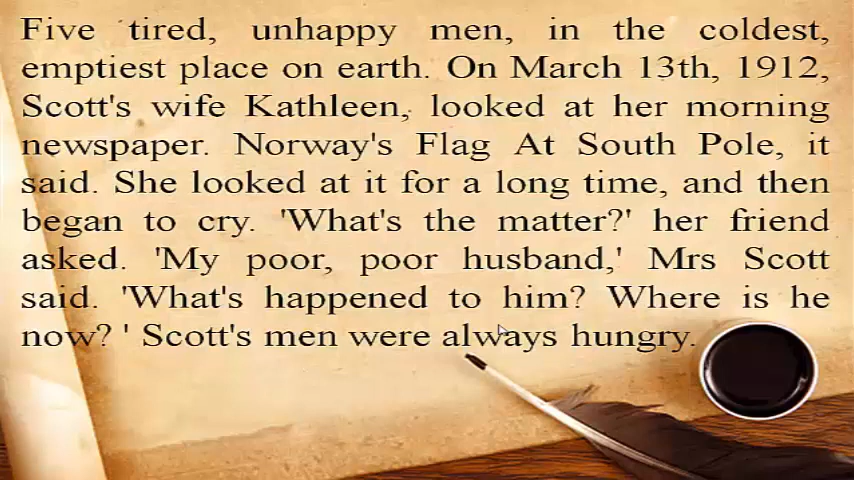 Five tired, unhappy men, in the coldest,
emptiest place on earth. On March 13th, 1912,
Scott's wife Kathleen, looked at her morning
newspaper. Norway's Flag At South Pole, it
said. She looked at it for a long time, and then
began to cry. 'What's the matter?' her friend
asked. 'My poor, poor husband,' Mrs Scott
said. 'What's happened to him? Where is he
now? ' Scott's men were always hungry.